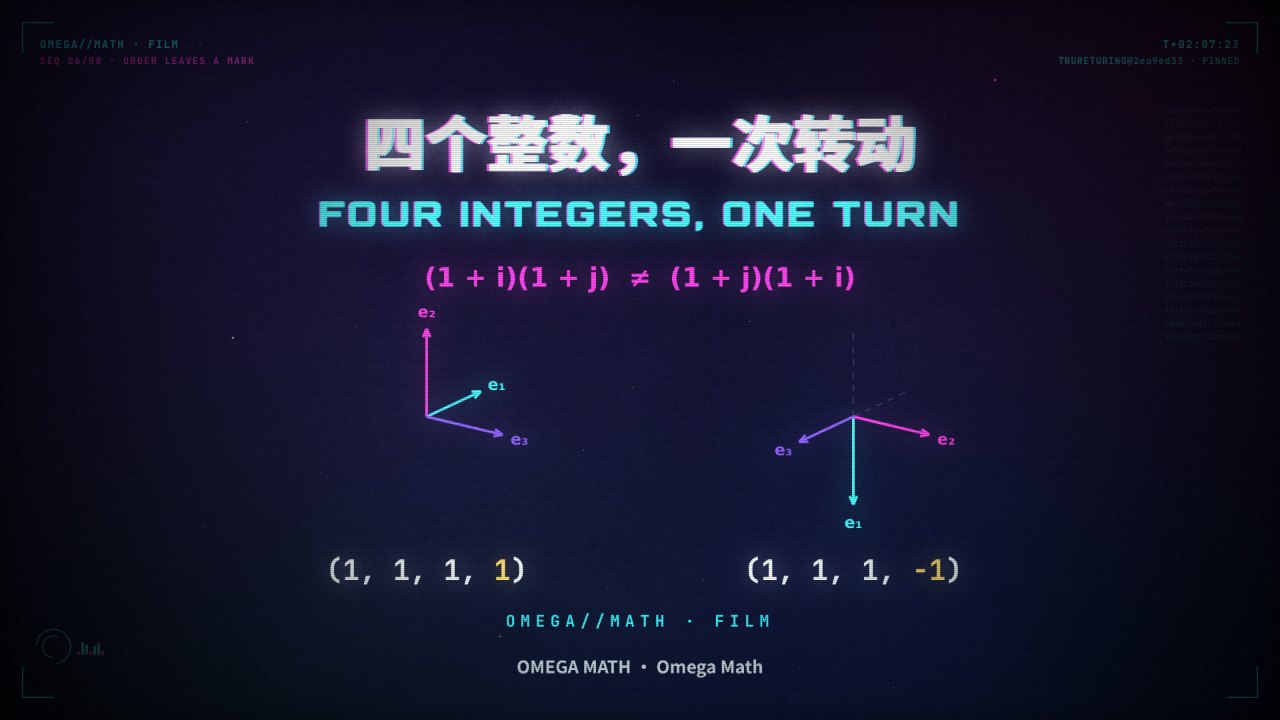 OMEGA//MATH · FILM
T+02:07:23
SEQ 06/08 · ORDER LEAVES A MARK
TRURETURING@2ea9ed33 · PINNED
四个整数，一次转动
FOUR INTEGERS, ONE TURN
(1 + i)(1 + j) ≠ (1 + j)(1 + i)
e₂
e₁
e₃
e₂
e₃
e₁
(1, 1, 1, 1)
(1, 1, 1, -1)
OMEGA//MATH · FILM
OMEGA MATH • Omega Math